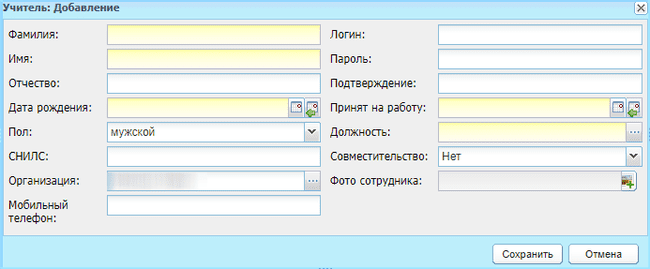 Учитель: Добавление
Фамилия:
Логин:
Имя:
Пароль:
Отчество:
Подтверждение:
Дата рождения:
Принят на работу:
Пол: мужской
Должность: ...
СНИЛС:
Совместительство: Нет
Организация: ...
Фото сотрудника:
Мобильный
телефон:
Сохранить
Отмена